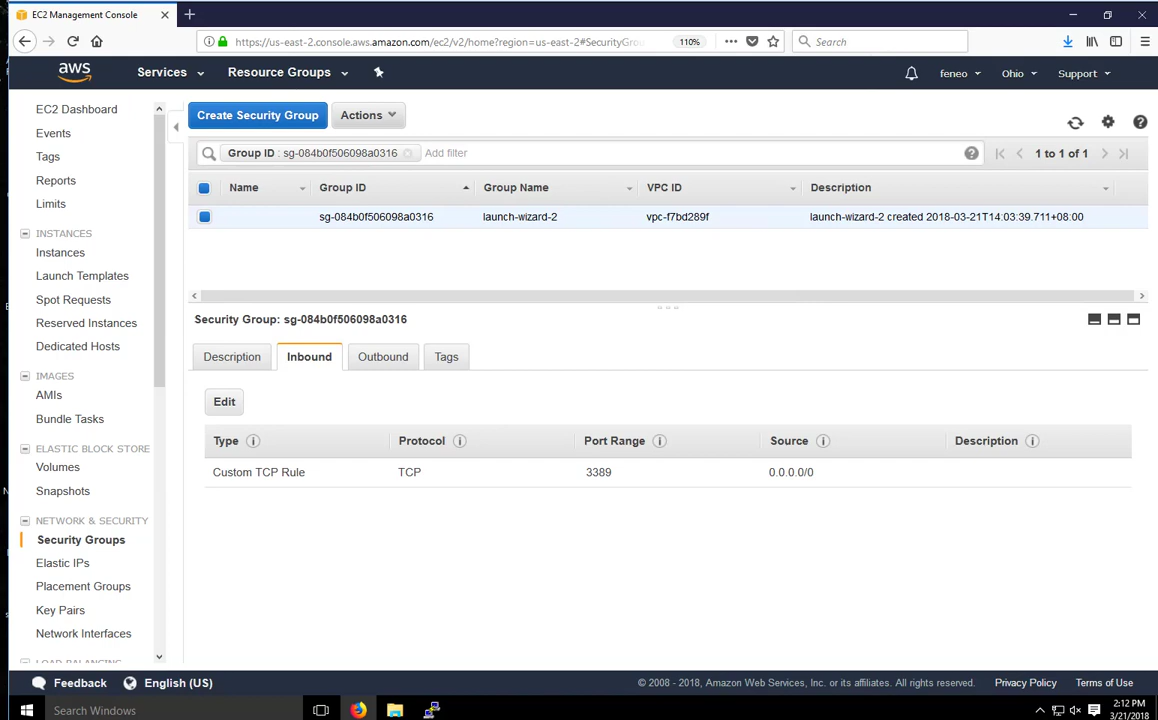 EC2 Management Console
https://us-east-2.console.aws.amazon.com/ec2/v2/home?region=us-east-2#SecurityGrou
110%
Search
aws
Services
Resource Groups
feneo
Ohio
Support
EC2 Dashboard
Events
Tags
Reports
Limits
INSTANCES
Instances
Launch Templates
Spot Requests
Reserved Instances
Dedicated Hosts
IMAGES
AMIs
Bundle Tasks
ELASTIC BLOCK STORE
Volumes
Snapshots
NETWORK & SECURITY
Security Groups
Elastic IPs
Placement Groups
Key Pairs
Network Interfaces
LOAD BALANCING
Create Security Group
Actions
Group ID : sg-084b0f506098a0316
Add filter
1 to 1 of 1
Name Group ID Group Name VPC ID Description
sg-084b0f506098a0316 launch-wizard-2 vpc-f7bd289f launch-wizard-2 created 2018-03-21T14:03:39.711+08:00
Security Group: sg-084b0f506098a0316
Description Inbound Outbound Tags
Edit
Type Protocol Port Range Source Description
Custom TCP Rule TCP 3389 0.0.0.0/0
Feedback
English (US)
© 2008 - 2018, Amazon Web Services, Inc. or its affiliates. All rights reserved.
Privacy Policy
Terms of Use
Search Windows
2:12 PM
3/21/2018